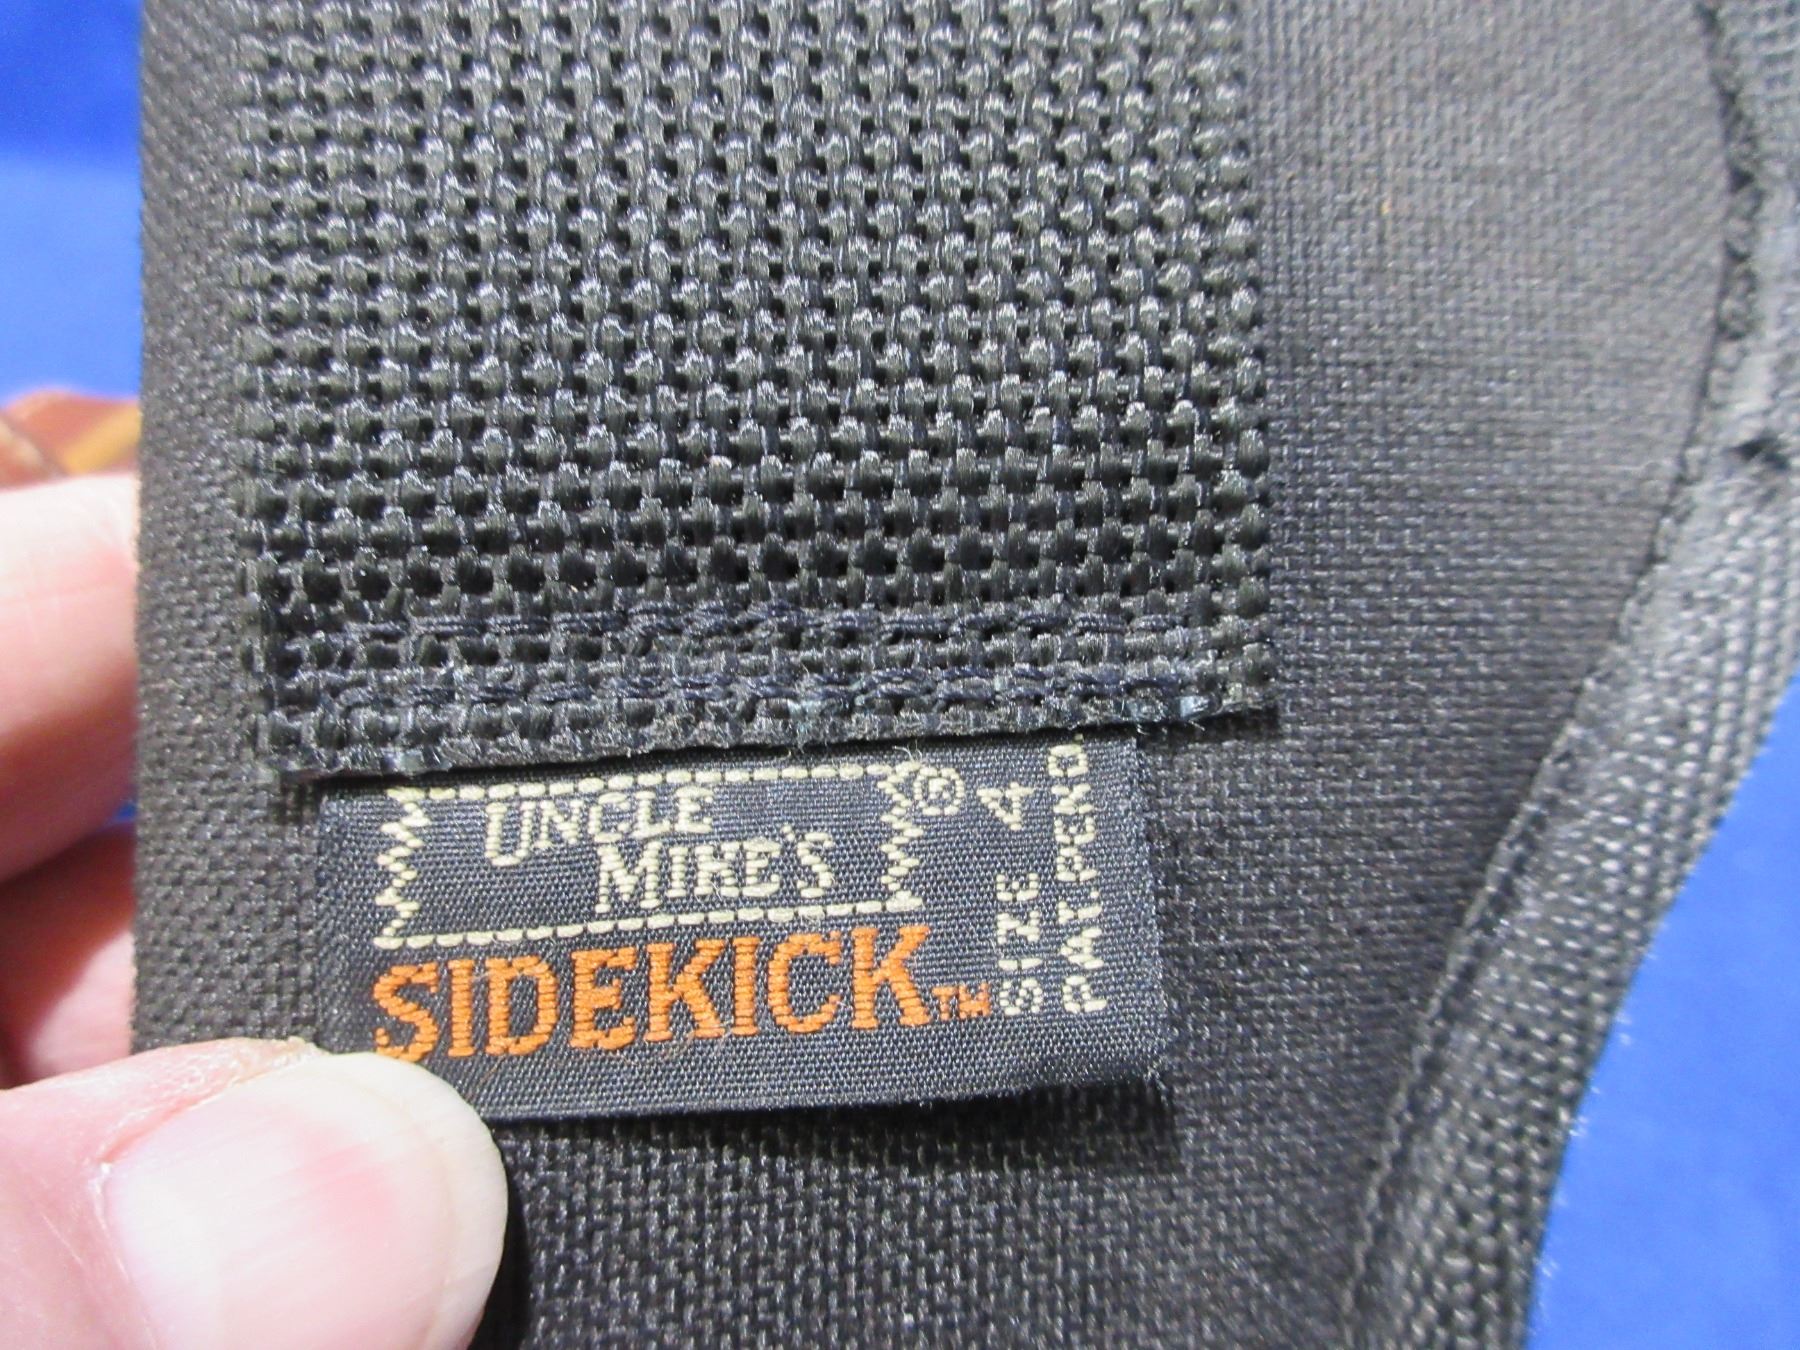 UNCLE
MIKE'S®
SIDEKICK™
SIZE 4
PAT PEND.